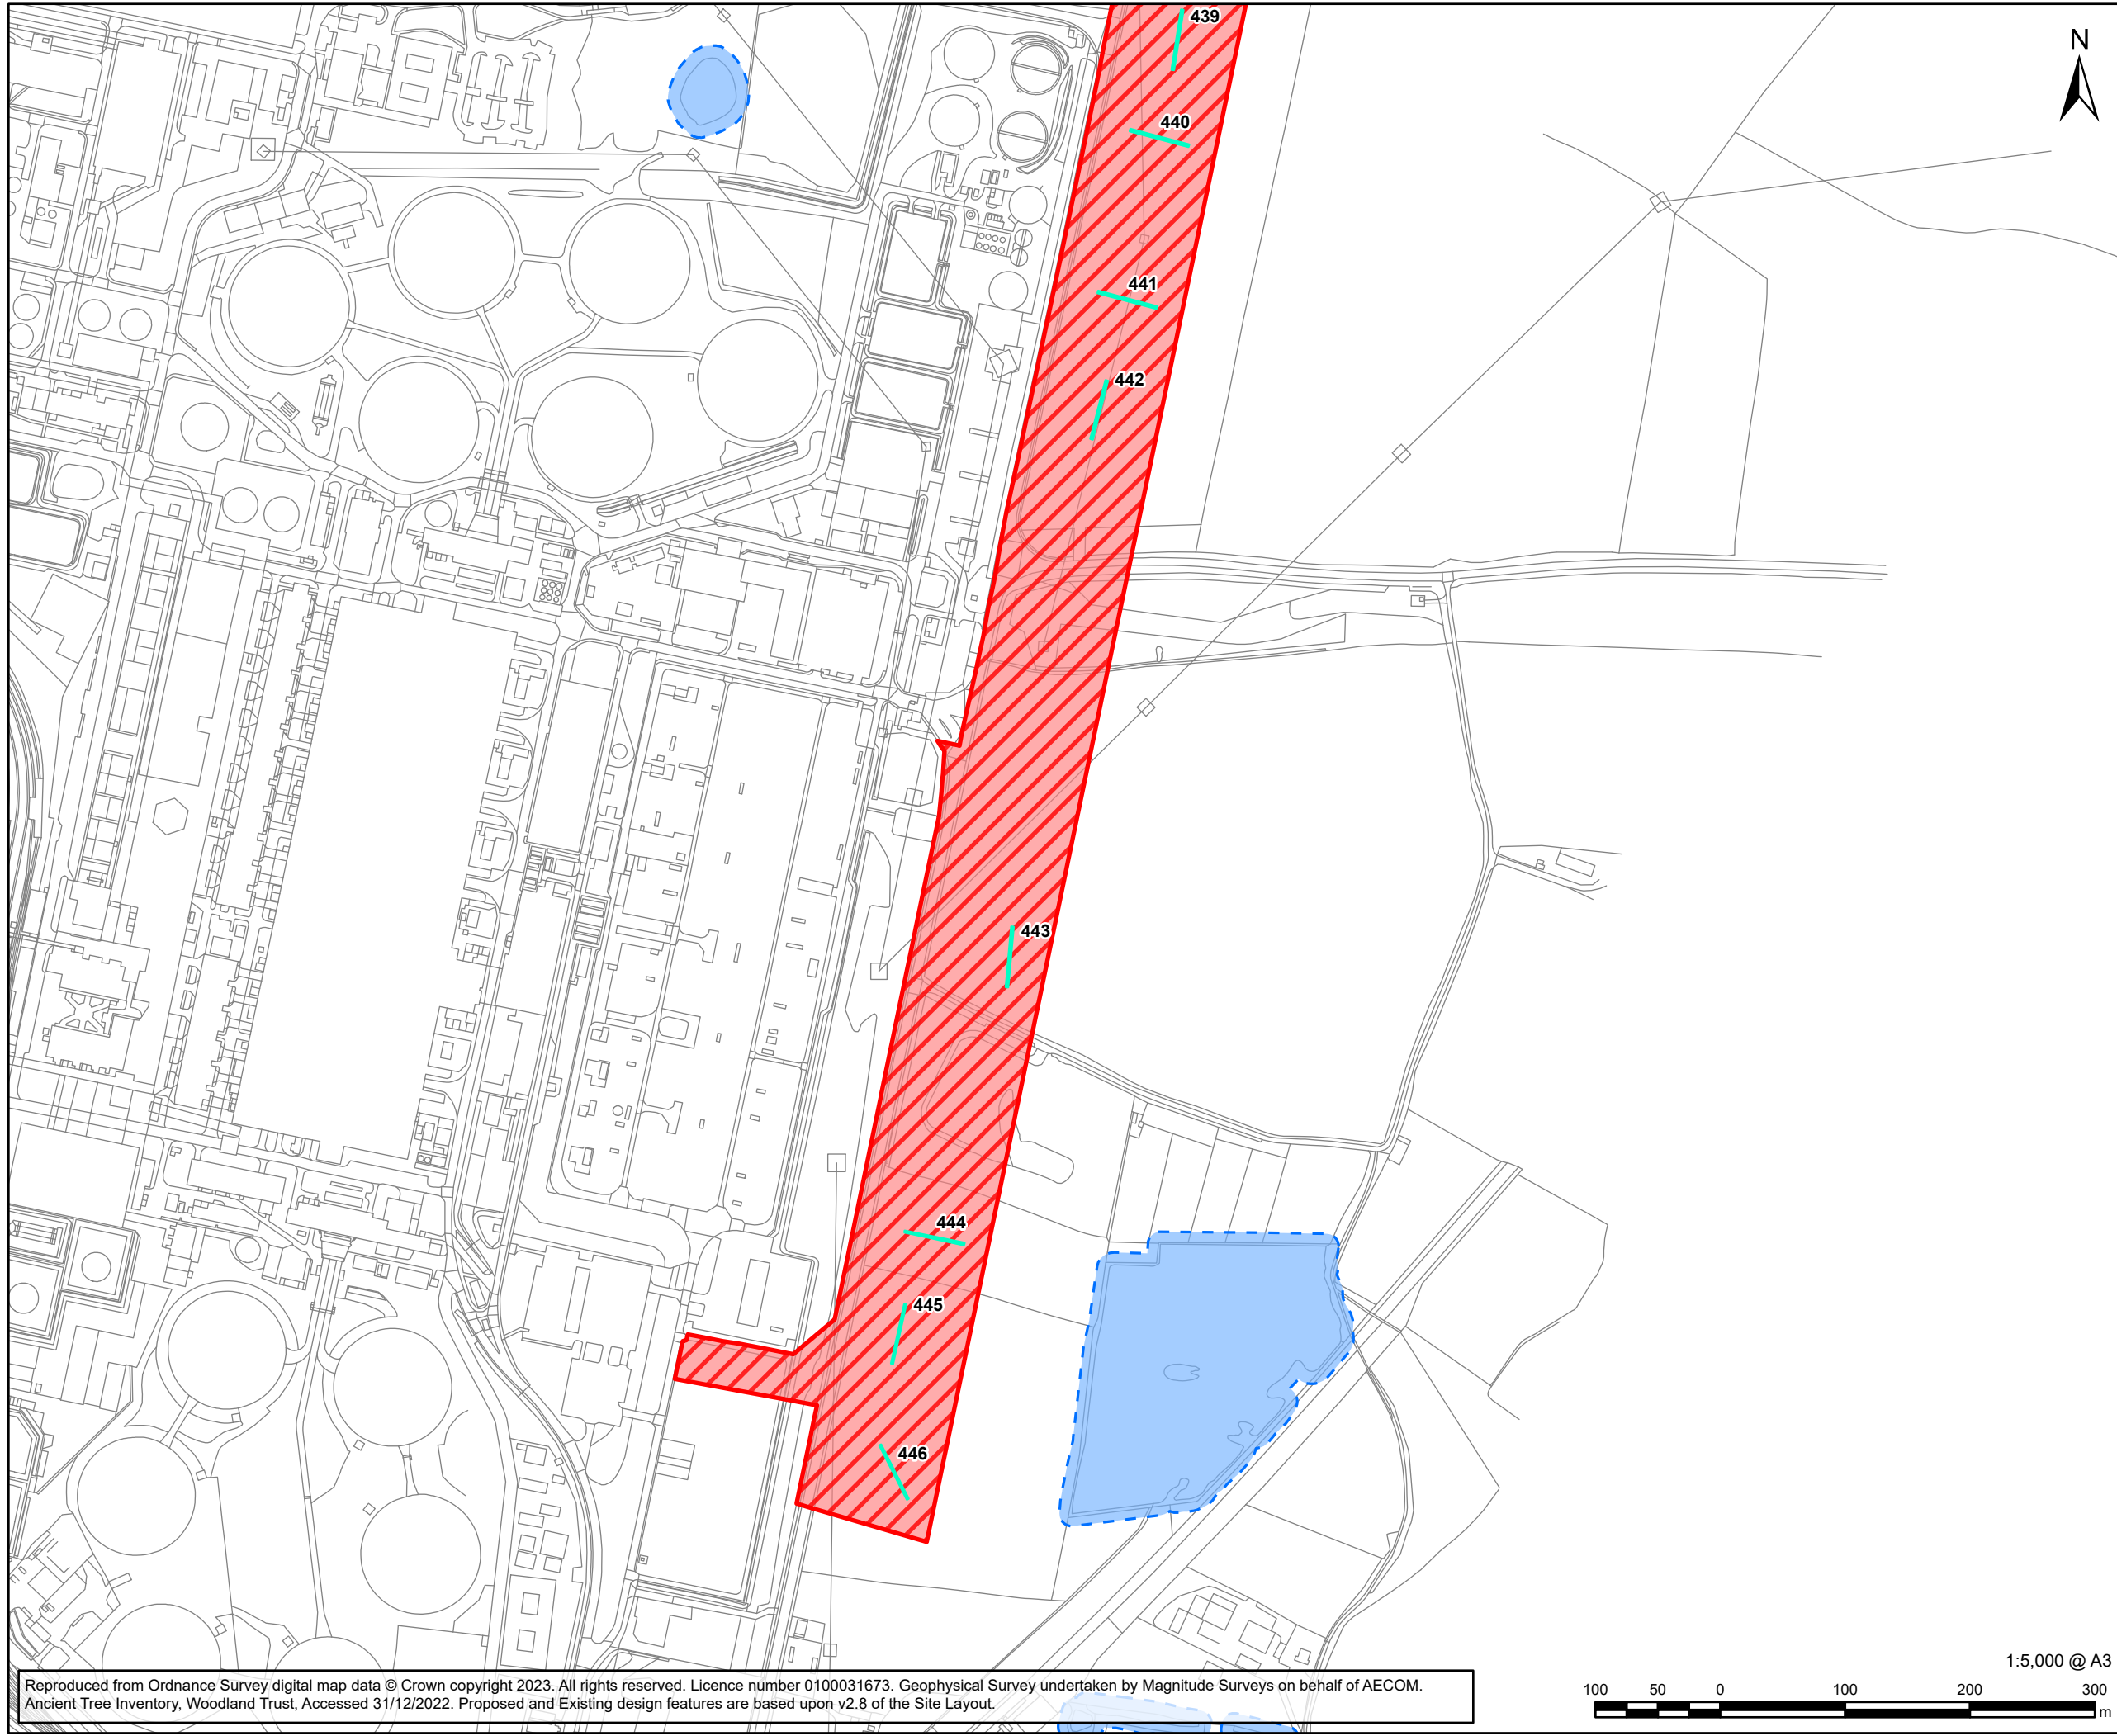 439
N
440
441
442
443
444
445
446
1:5,000 @ A3
100 50 0 100 200 300
m
Reproduced from Ordnance Survey digital map data © Crown copyright 2023. All rights reserved. Licence number 0100031673. Geophysical Survey undertaken by Magnitude Surveys on behalf of AECOM.
Ancient Tree Inventory, Woodland Trust, Accessed 31/12/2022. Proposed and Existing design features are based upon v2.8 of the Site Layout.